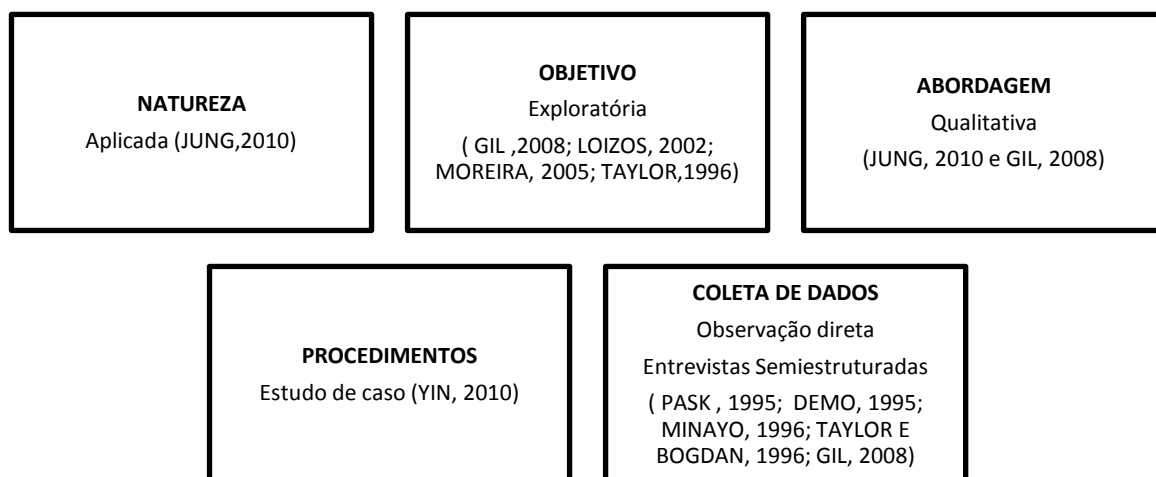 NATUREZA
Aplicada (JUNG,2010)
OBJETIVO
Exploratória
( GIL ,2008; LOIZOS, 2002;
MOREIRA, 2005; TAYLOR,1996)
ABORDAGEM
Qualitativa
(JUNG, 2010 e GIL, 2008)
PROCEDIMENTOS
Estudo de caso (YIN, 2010)
COLETA DE DADOS
Observação direta
Entrevistas Semiestruturadas
( PASK , 1995; DEMO, 1995;
MINAYO, 1996; TAYLOR E
BOGDAN, 1996; GIL, 2008)